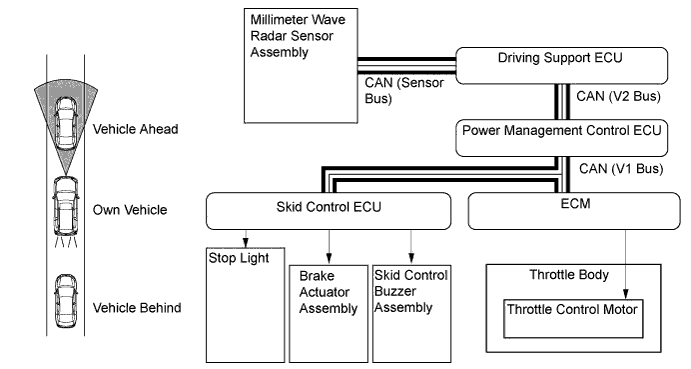 Millimeter Wave
Radar Sensor
Assembly
Driving Support ECU
CAN (Sensor
Bus)
CAN (V2 Bus)
Vehicle Ahead
Power Management Control ECU
CAN (V1 Bus)
Own Vehicle
Skid Control ECU
ECM
Stop Light
Brake
Actuator
Assembly
Skid Control
Buzzer
Assembly
Throttle Body
Throttle Control Motor
Vehicle Behind